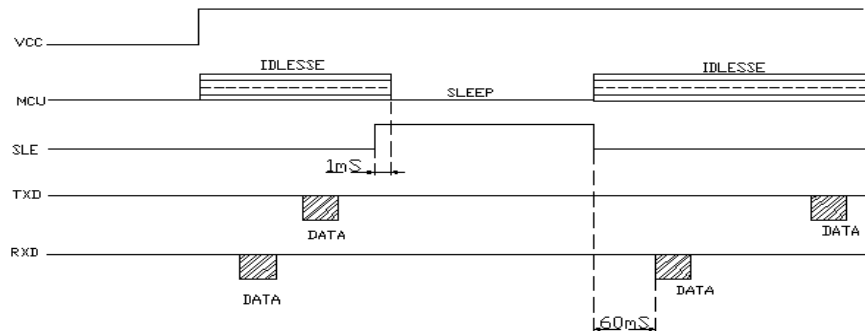 VCC
IDLESSE
IDLESSE
MCU
SLEEP
SLE
1mS
TXD
DATA
DATA
RXD
DATA
DATA
60mS